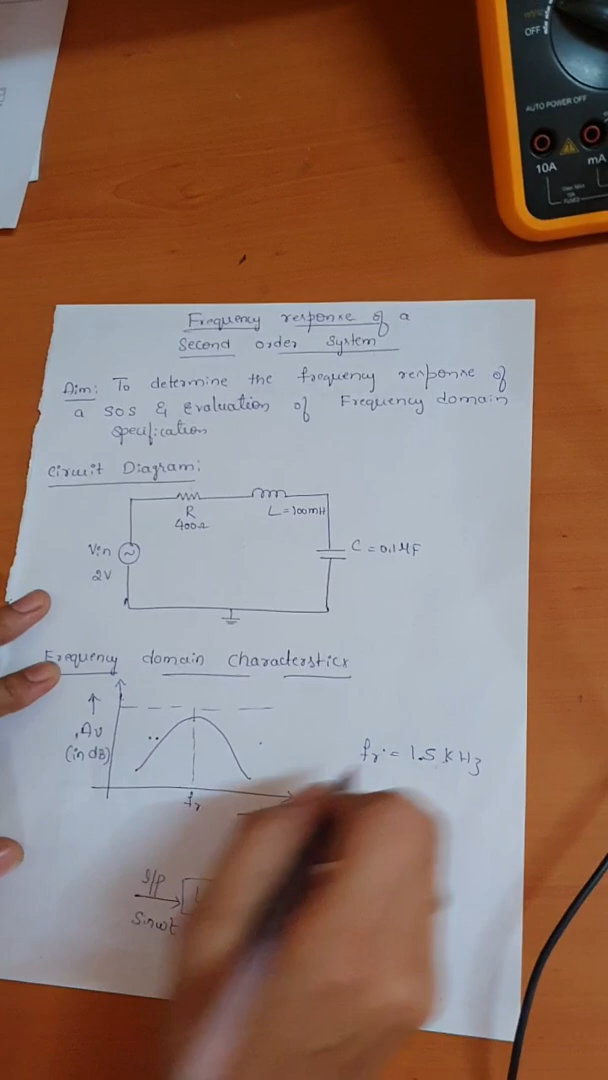 OFF
AUTO POWER OFF
10A
mA
Frequency response of a
Second order System
Aim: To determine the frequency response of
a SOS & Evaluation of Frequency domain
specification
Circuit Diagram:
R
400Ω
L=100mH
Vin
2V
C = 0.1µF
Frequency domain characterstics
Av
(in dB)
fr = 1.5 KHz
fr
I/p
Sinωt